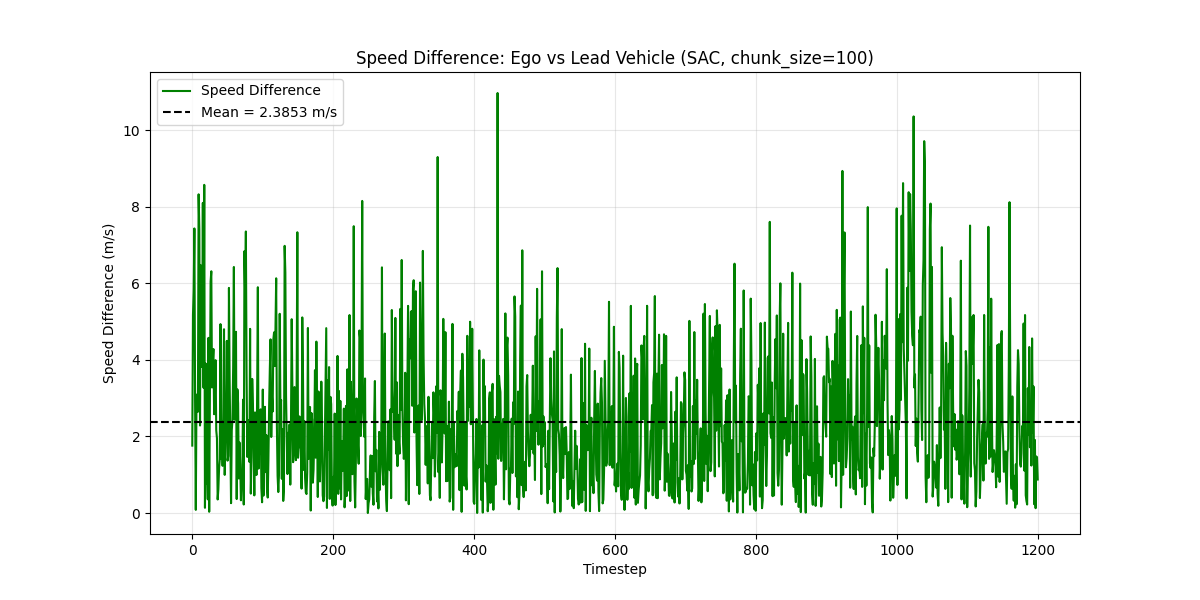 Speed Difference: Ego vs Lead Vehicle (SAC, chunk_size=100)
Speed Difference
Mean = 2.3853 m/s
Speed Difference (m/s)
10
8
6
4
2
0
0 200 400 600 800 1000 1200
Timestep